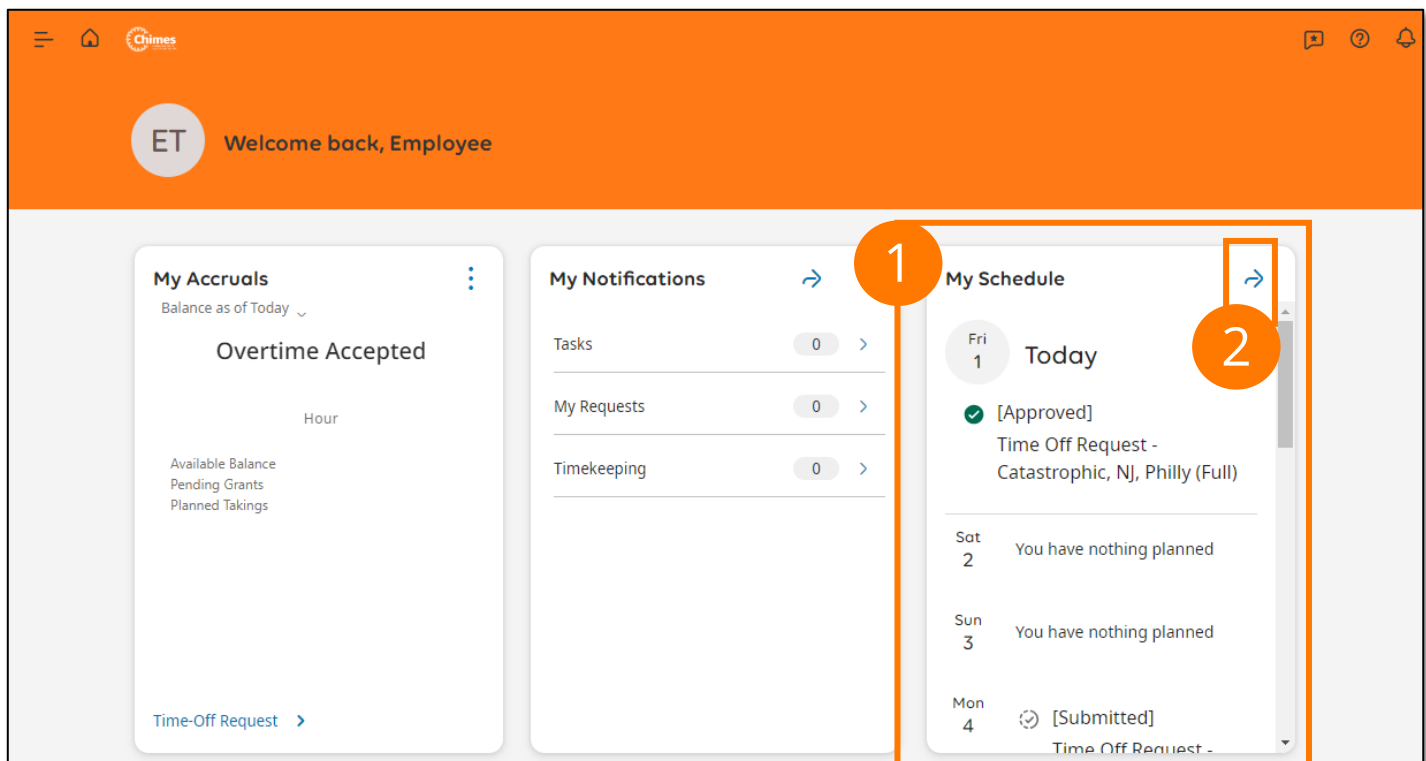 Chimes
ET
Welcome back, Employee
My Accruals
Balance as of Today
Overtime Accepted
Hour
Available Balance
Pending Grants
Planned Takings
Time-Off Request
My Notifications
Tasks 0
My Requests 0
Timekeeping 0
1
My Schedule
2
Fri
1
Today
[Approved]
Time Off Request -
Catastrophic, NJ, Philly (Full)
Sat
2
You have nothing planned
Sun
3
You have nothing planned
Mon
4
[Submitted]
Time Off Request -